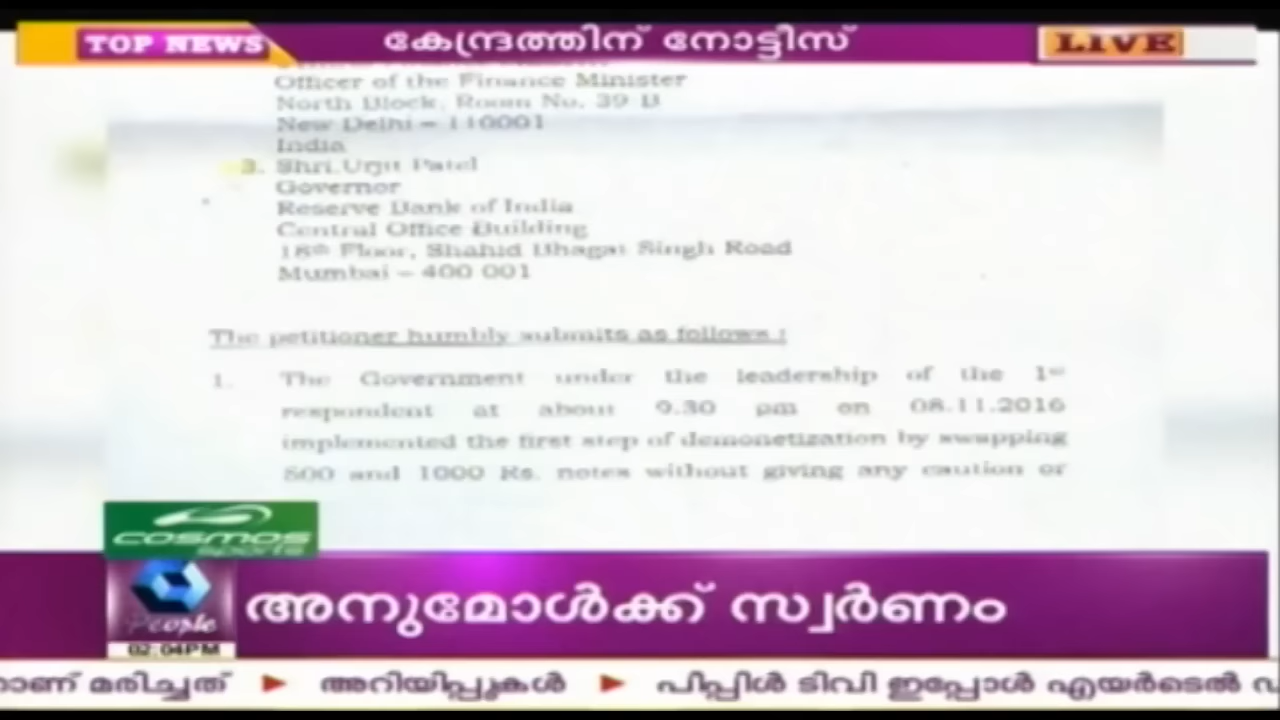 TOP NEWS
കേന്ദ്രത്തിന് നോട്ടീസ്
LIVE
Officer of the Finance Minister
North Block, Room No. 39 B
New Delhi – 110001
India
3. Shri.Urjit Patel
Governor
Reserve Bank of India
Central Office Building
18th Floor, Shahid Bhagat Singh Road
Mumbai – 400 001
The petitioner humbly submits as follows :
1. The Government under the leadership of the 1st
respondent at about 9.30 pm on 08.11.2016
implemented the first step of demonetization by swapping
500 and 1000 Rs. notes without giving any caution or
cosmos
sports
People
അനുമോൾക്ക് സ്വർണം
02:04PM
മരിച്ചത് ▶ അറിയിപ്പുകൾ ▶ പീപ്പിൾ ടിവി ഇപ്പോൾ എയർടെൽ